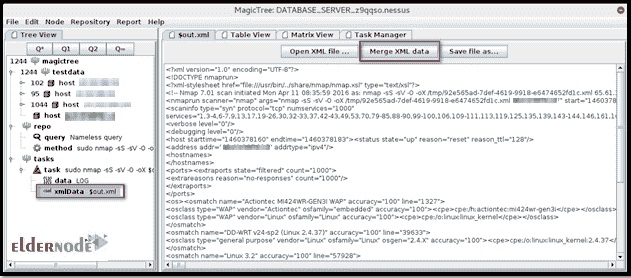 MagicTree: DATABASE_SERVER_z9qqso.nessus
File Edit Node Repository Report Help
Tree View
$out.xml Table View Matrix View Task Manager
Q* Q1 Q2 Q∞
Open XML file ... Merge XML data Save file as...
1244 magictree
1244 testdata
102 host
95 host
1044 host
3 host
repo
query Nameless query
method sudo nmap -sS -sV -O -oX
tasks
task sudo nmap -sS -sV -O -oX $o
data LOG
xmlData $out.xml
ELDERNODE
<?xml version="1.0" encoding="UTF-8"?>
<!DOCTYPE nmaprun>
<?xml-stylesheet href="file:///usr/bin/../share/nmap/nmap.xsl" type="text/xsl"?>
<!-- Nmap 7.01 scan initiated Mon Apr 11 08:35:59 2016 as: nmap -sS -sV -O -oX /tmp/92e565ad-7def-4619-9918-e6474652fd1c.xml 65.61.
<nmaprun scanner="nmap" args="nmap -sS -sV -O -oX /tmp/92e565ad-7def-4619-9918-e6474652fd1c.xml start="146037
<scaninfo type="syn" protocol="tcp" numservices="1000"
services="1,3,4,6-7,9,13,17,19-26,30,32-33,37,42-43,49,53,70,79-85,88-90,99-100,106,109-111,113,119,125,135,139,143-144,146,161,16
<verbose level="0"/>
<debugging level="0"/>
<host starttime="1460378160" endtime="1460378183"><status state="up" reason="reset" reason_ttl="128"/>
<address addr=" addrtype="ipv4"/>
<hostnames>
</hostnames>
<ports><extraports state="filtered" count="1000">
<extrareasons reason="no-responses" count="1000"/>
</extraports>
</ports>
<os><osmatch name="Actiontec MI424WR-GEN3I WAP" accuracy="100" line="1327">
<osclass type="WAP" vendor="Actiontec" osfamily="embedded" accuracy="100"><cpe>cpe:/h:actiontec:mi424wr-gen3i</cpe>
<osclass type="WAP" vendor="Linux" osfamily="Linux" accuracy="100"><cpe>cpe:/o:linux:linux_kernel</cpe></osclass>
</osmatch>
<osmatch name="DD-WRT v24-sp2 (Linux 2.4.37)" accuracy="100" line="39633">
<osclass type="general purpose" vendor="Linux" osfamily="Linux" osgen="2.4.X" accuracy="100"><cpe>cpe:/o:linux:linux_
</osmatch>
<osmatch name="Linux 3.2" accuracy="100" line="57928">